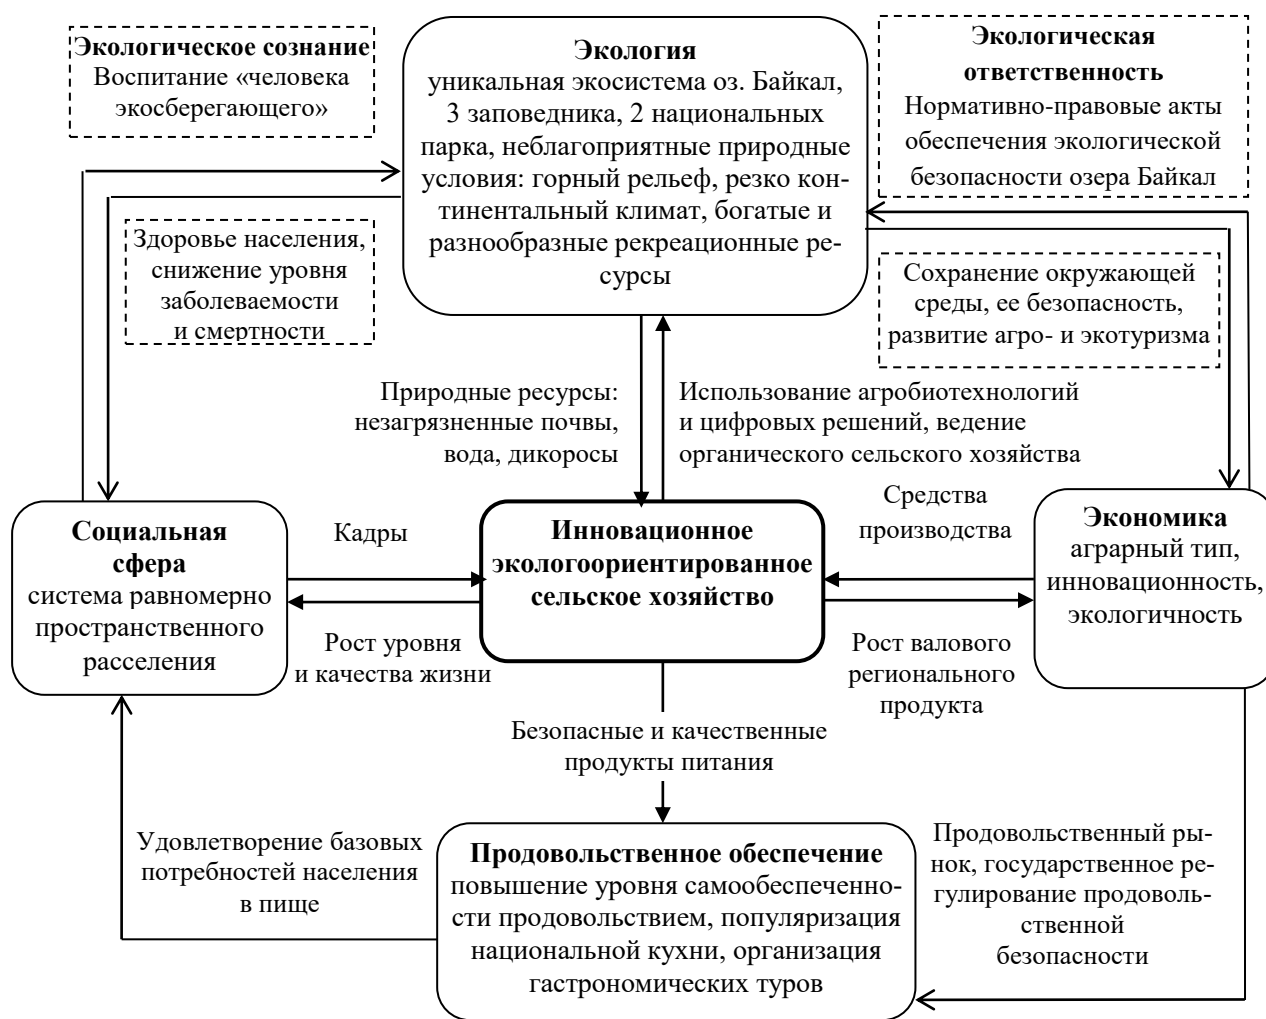 Экологическое сознание
Воспитание «человека
экосберегающего»
Экология
уникальная экосистема оз. Байкал,
3 заповедника, 2 национальных
парка, неблагоприятные природные
условия: горный рельеф, резко кон-
тинентальный климат, богатые и
разнообразные рекреационные ре-
сурсы
Экологическая
ответственность
Нормативно-правовые акты
обеспечения экологической
безопасности озера Байкал
Здоровье населения,
снижение уровня
заболеваемости
и смертности
Сохранение окружающей
среды, ее безопасность,
развитие агро- и экотуризма
Природные ресурсы:
незагрязненные почвы,
вода, дикоросы
Использование агробиотехнологий
и цифровых решений, ведение
органического сельского хозяйства
Социальная
сфера
система равномерно
пространственного
расселения
Кадры
Рост уровня
и качества жизни
Инновационное
экологоориентированное
сельское хозяйство
Средства
производства
Рост валового
регионального
продукта
Экономика
аграрный тип,
инновационность,
экологичность
Безопасные и качественные
продукты питания
Удовлетворение базовых
потребностей населения
в пище
Продовольственное обеспечение
повышение уровня самообеспеченно-
сти продовольствием, популяризация
национальной кухни, организация
гастрономических туров
Продовольственный ры-
нок, государственное ре-
гулирование продоволь-
ственной
безопасности